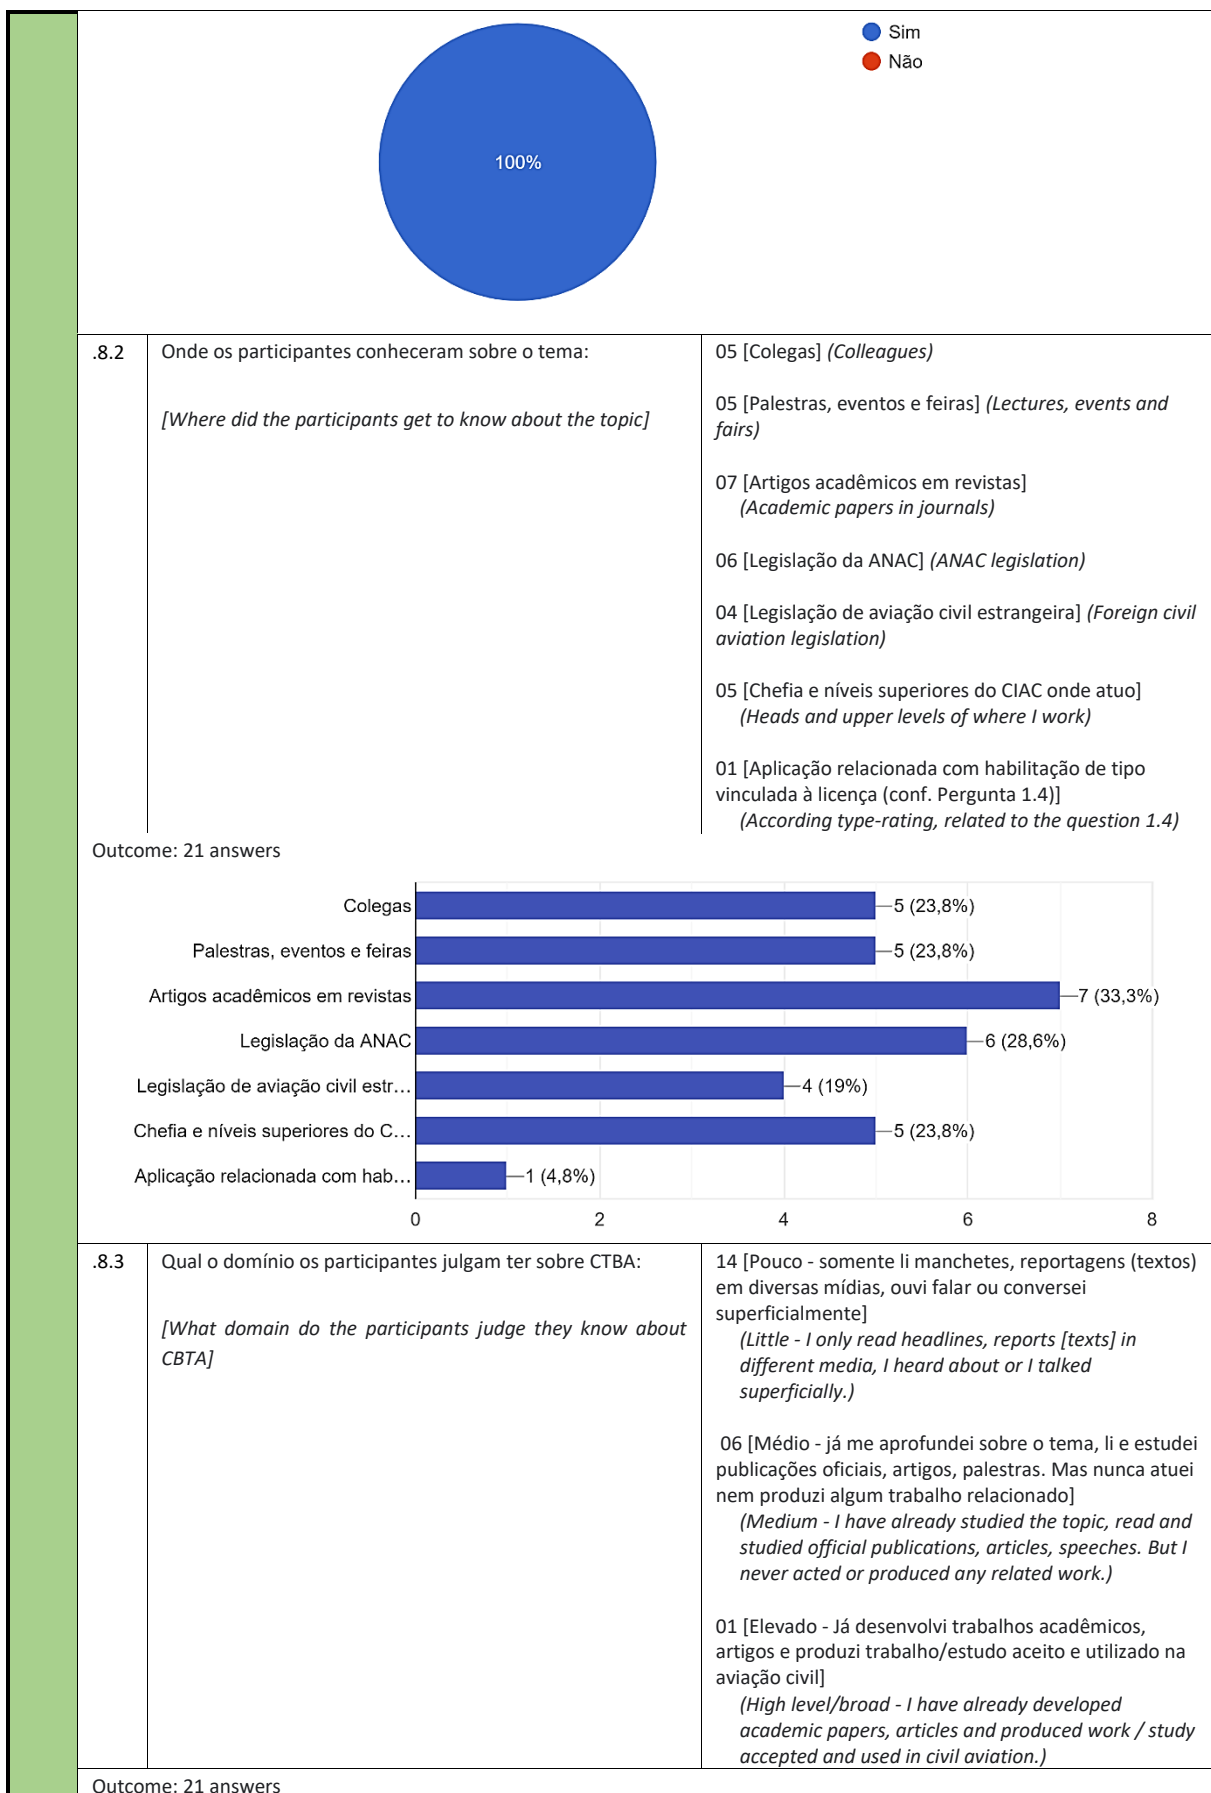 Sim
Não
100%
.8.2
Onde os participantes conheceram sobre o tema:
[Where did the participants get to know about the topic]
05 [Colegas] (Colleagues)
05 [Palestras, eventos e feiras] (Lectures, events and
fairs)
07 [Artigos acadêmicos em revistas]
(Academic papers in journals)
06 [Legislação da ANAC] (ANAC legislation)
04 [Legislação de aviação civil estrangeira] (Foreign civil
aviation legislation)
05 [Chefia e níveis superiores do CIAC onde atuo]
(Heads and upper levels of where I work)
01 [Aplicação relacionada com habilitação de tipo
vinculada à licença (conf. Pergunta 1.4)]
(According type-rating, related to the question 1.4)
Outcome: 21 answers
Colegas 5 (23,8%)
Palestras, eventos e feiras 5 (23,8%)
Artigos acadêmicos em revistas 7 (33,3%)
Legislação da ANAC 6 (28,6%)
Legislação de aviação civil estr... 4 (19%)
Chefia e níveis superiores do C... 5 (23,8%)
Aplicação relacionada com hab... 1 (4,8%)
0 2 4 6 8
.8.3
Qual o domínio os participantes julgam ter sobre CTBA:
[What domain do the participants judge they know about
CBTA]
14 [Pouco - somente li manchetes, reportagens (textos)
em diversas mídias, ouvi falar ou conversei
superficialmente]
(Little - I only read headlines, reports [texts] in
different media, I heard about or I talked
superficially.)
06 [Médio - já me aprofundei sobre o tema, li e estudei
publicações oficiais, artigos, palestras. Mas nunca atuei
nem produzi algum trabalho relacionado]
(Medium - I have already studied the topic, read and
studied official publications, articles, speeches. But I
never acted or produced any related work.)
01 [Elevado - Já desenvolvi trabalhos acadêmicos,
artigos e produzi trabalho/estudo aceito e utilizado na
aviação civil]
(High level/broad - I have already developed
academic papers, articles and produced work / study
accepted and used in civil aviation.)
Outcome: 21 answers